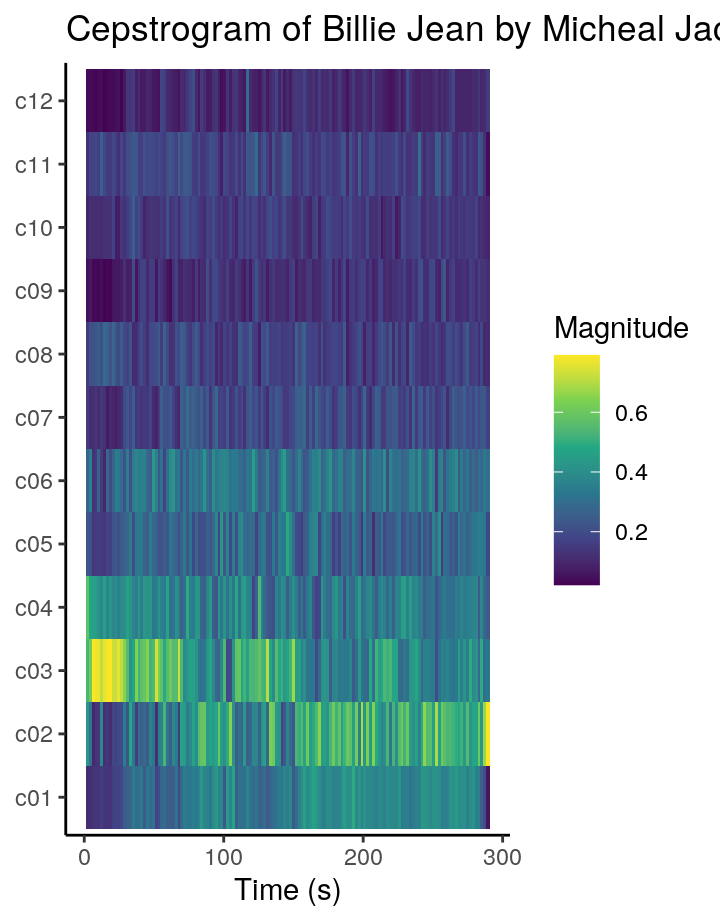 Cepstrogram of Billie Jean by Micheal Jac
c12
c11
c10
c09
c08
c07
c06
c05
c04
c03
c02
c01
0 100 200 300
Time (s)
Magnitude
0.6
0.4
0.2